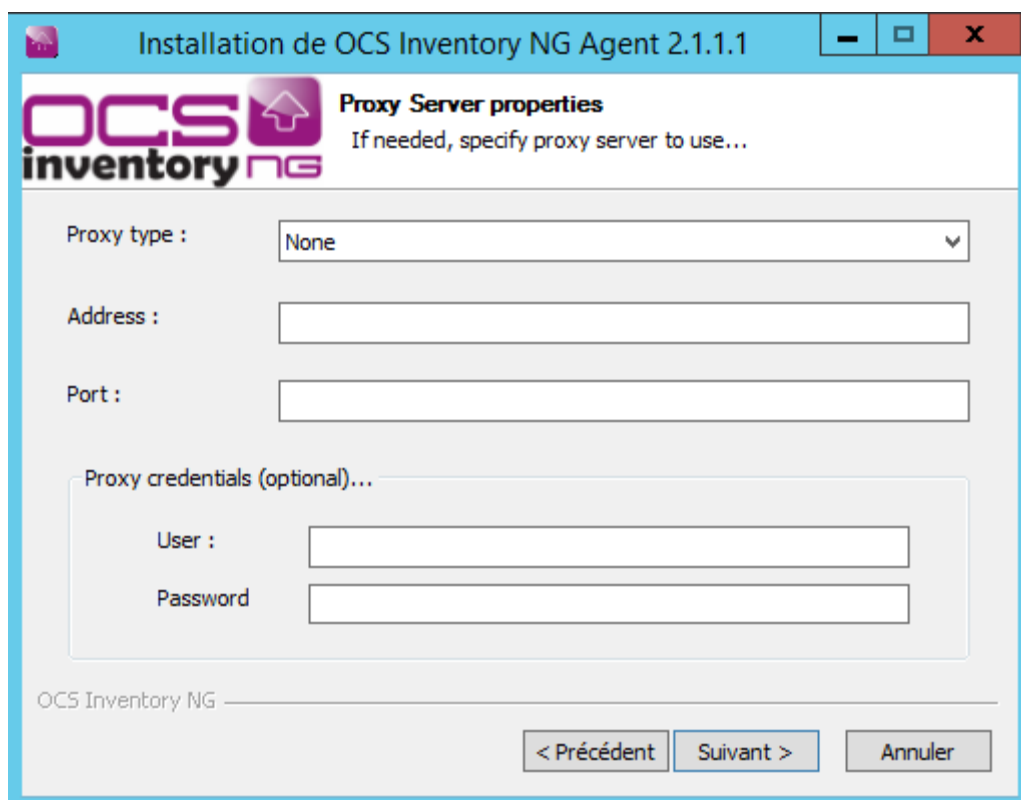 Installation de OCS Inventory NG Agent 2.1.1.1
OCS
inventory NG
Proxy Server properties
If needed, specify proxy server to use...
Proxy type :
None
Address :
Port :
Proxy credentials (optional)...
User :
Password
OCS Inventory NG
< Précédent
Suivant >
Annuler